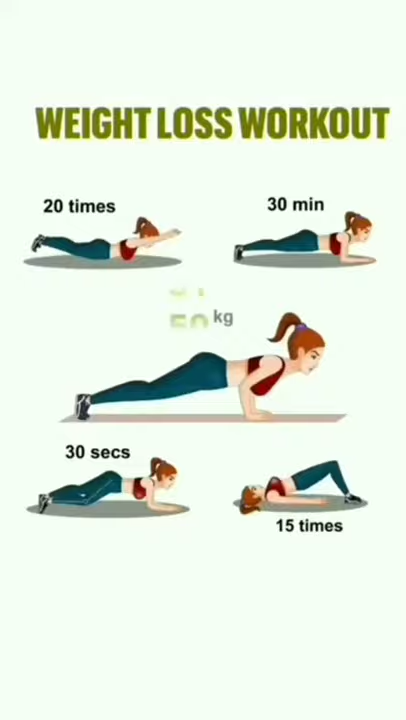 WEIGHT LOSS WORKOUT
20 times
30 min
kg
30 secs
15 times